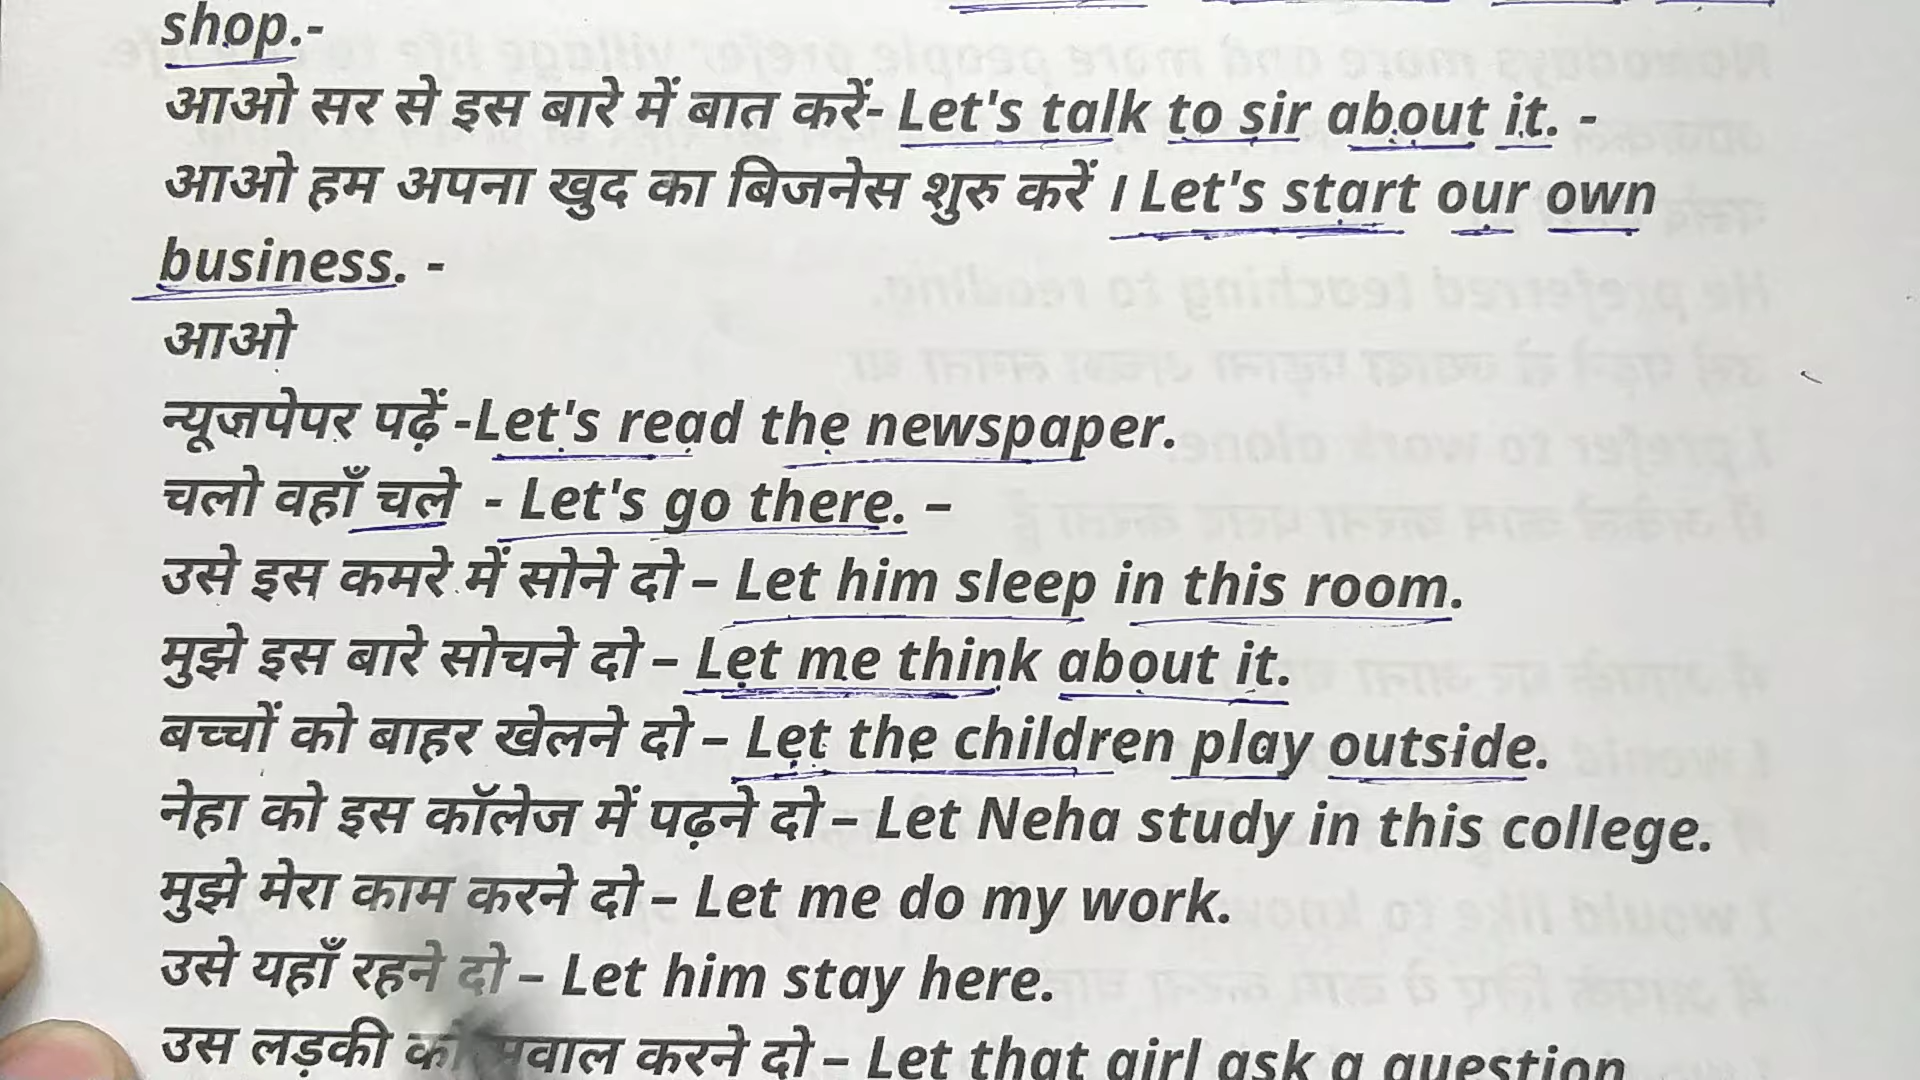 shop.-
आओ सर से इस बारे में बात करें- Let's talk to sir about it. -
आओ हम अपना खुद का बिजनेस शुरु करें । Let's start our own
business. -
आओ
न्यूजपेपर पढ़ें -Let's read the newspaper.
चलो वहाँ चले - Let's go there. –
उसे इस कमरे में सोने दो – Let him sleep in this room.
मुझे इस बारे सोचने दो – Let me think about it.
बच्चों को बाहर खेलने दो – Let the children play outside.
नेहा को इस कॉलेज में पढ़ने दो – Let Neha study in this college.
मुझे मेरा काम करने दो – Let me do my work.
उसे यहाँ रहने दो – Let him stay here.
उस लड़की को सवाल करने दो – Let that girl ask a question